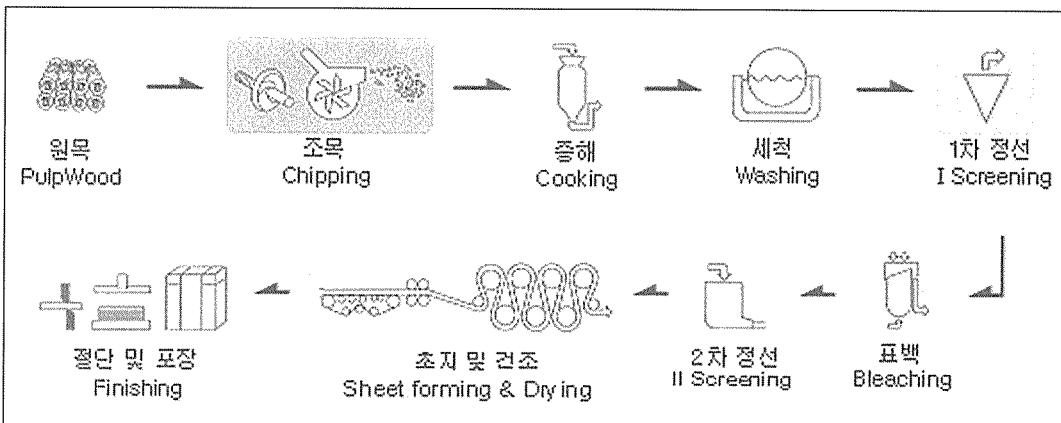 원목
PulpWood
조목
Chipping
증해
Cooking
세척
Washing
1차 정선
I Screening
표백
Bleaching
2차 정선
II Screening
초지 및 건조
Sheet forming & Drying
절단 및 포장
Finishing